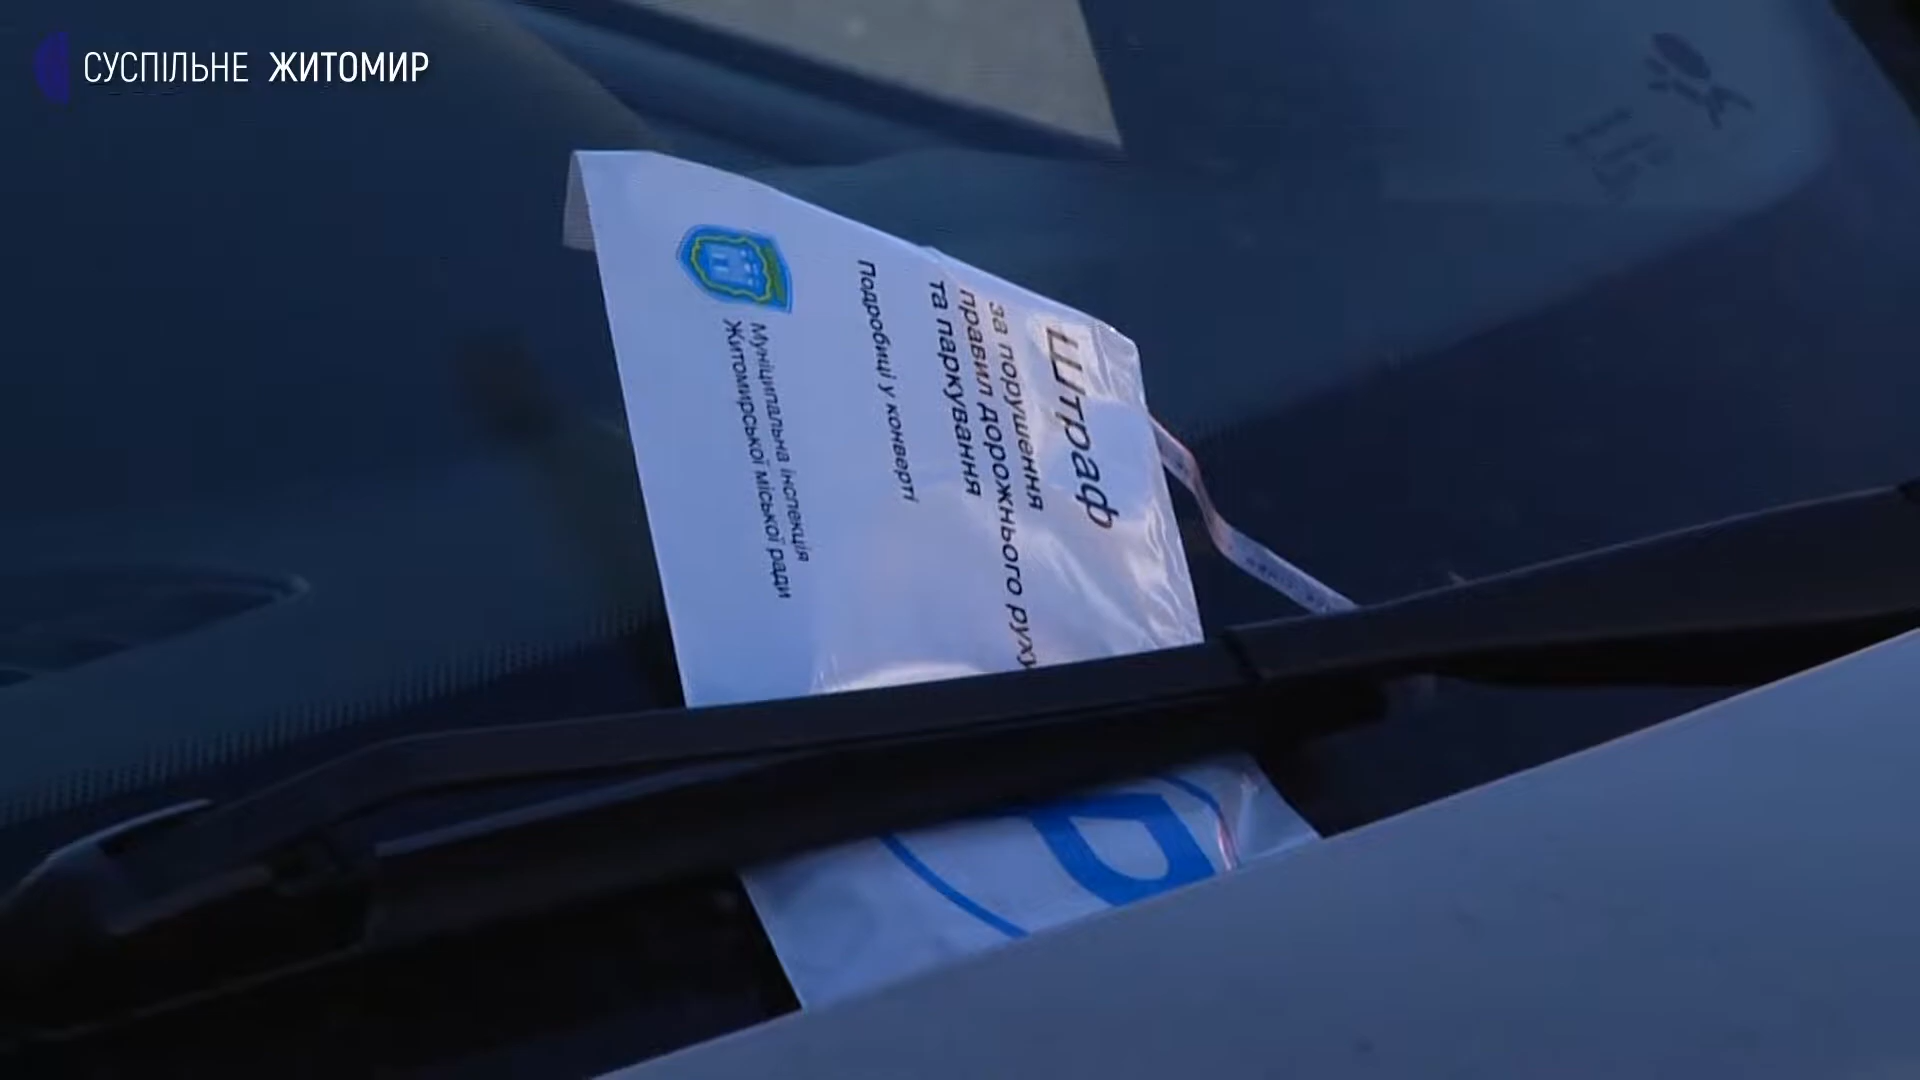 СУСПІЛЬНЕ ЖИТОМИР
Штраф
за порушення
правил дорожнього руху
та паркування
Подробиці у конверті
Муніципальна інспекція
Житомирської міської ради
P